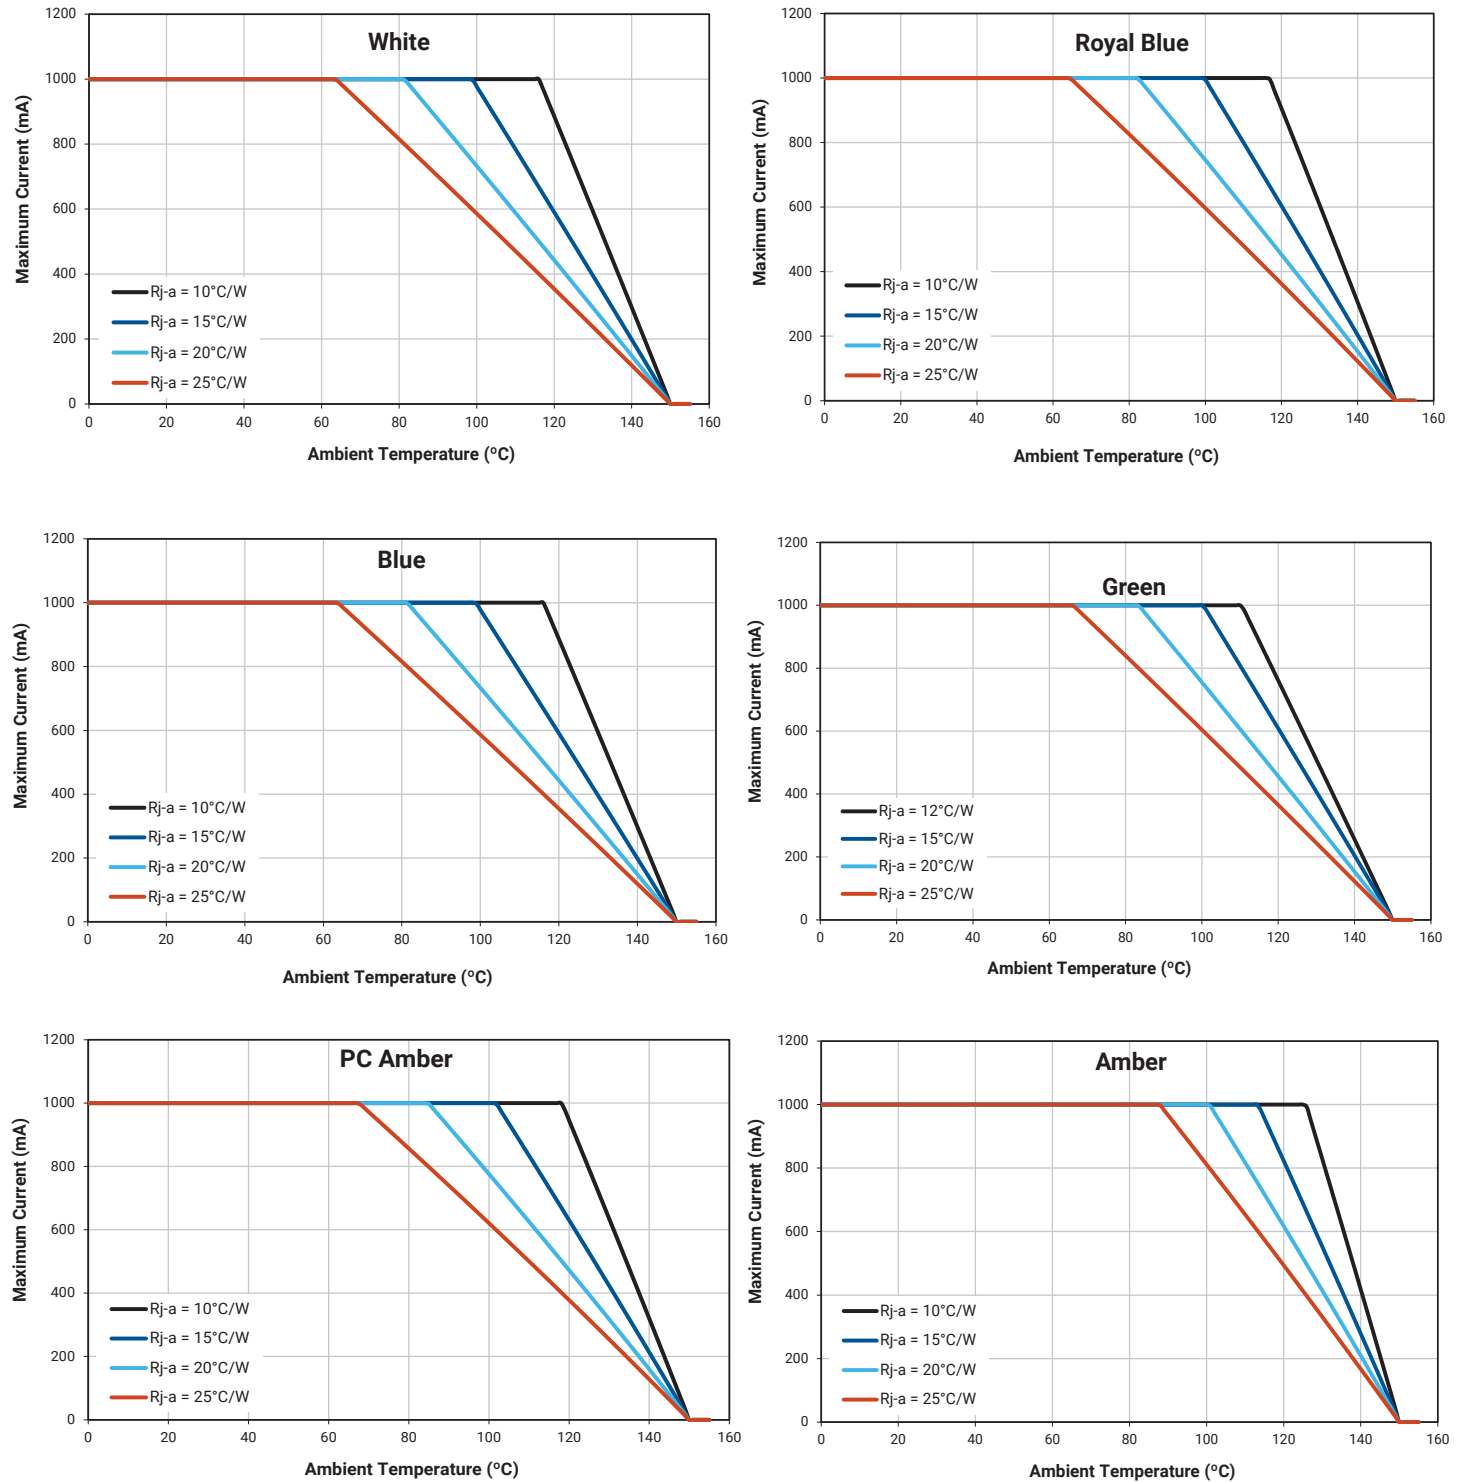 White
Maximum Current (mA)
1200
1000
800
600
400
200
0
Rj-a = 10°C/W
Rj-a = 15°C/W
Rj-a = 20°C/W
Rj-a = 25°C/W
0 20 40 60 80 100 120 140 160
Ambient Temperature (ºC)
Royal Blue
Maximum Current (mA)
1200
1000
800
600
400
200
0
Rj-a = 10°C/W
Rj-a = 15°C/W
Rj-a = 20°C/W
Rj-a = 25°C/W
0 20 40 60 80 100 120 140 160
Ambient Temperature (ºC)
Blue
Maximum Current (mA)
1200
1000
800
600
400
200
0
Rj-a = 10°C/W
Rj-a = 15°C/W
Rj-a = 20°C/W
Rj-a = 25°C/W
0 20 40 60 80 100 120 140 160
Ambient Temperature (ºC)
Green
Maximum Current (mA)
1200
1000
800
600
400
200
0
Rj-a = 12°C/W
Rj-a = 15°C/W
Rj-a = 20°C/W
Rj-a = 25°C/W
0 20 40 60 80 100 120 140 160
Ambient Temperature (ºC)
PC Amber
Maximum Current (mA)
1200
1000
800
600
400
200
0
Rj-a = 10°C/W
Rj-a = 15°C/W
Rj-a = 20°C/W
Rj-a = 25°C/W
0 20 40 60 80 100 120 140 160
Ambient Temperature (ºC)
Amber
Maximum Current (mA)
1200
1000
800
600
400
200
0
Rj-a = 10°C/W
Rj-a = 15°C/W
Rj-a = 20°C/W
Rj-a = 25°C/W
0 20 40 60 80 100 120 140 160
Ambient Temperature (ºC)